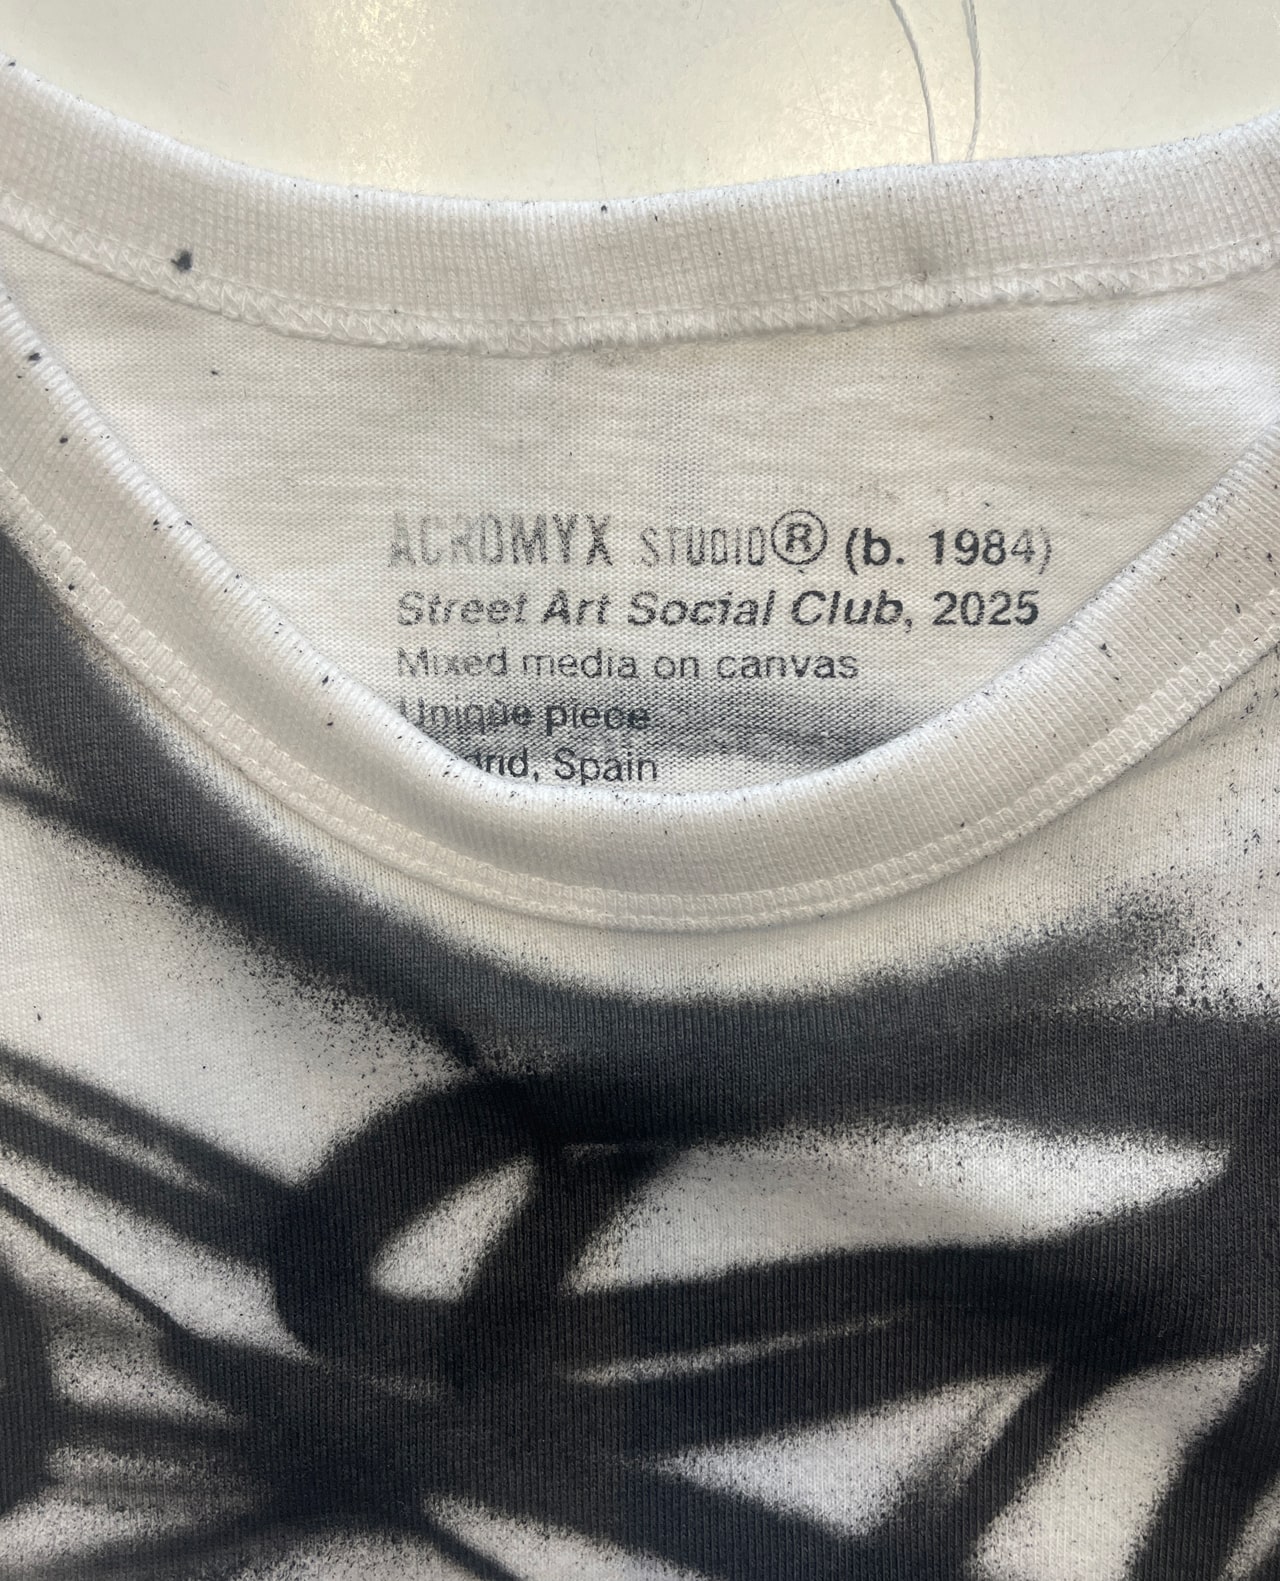 ACROMYX STUDIO® (b. 1984)
Street Art Social Club, 2025
Mixed media on canvas
Unique piece
Spain